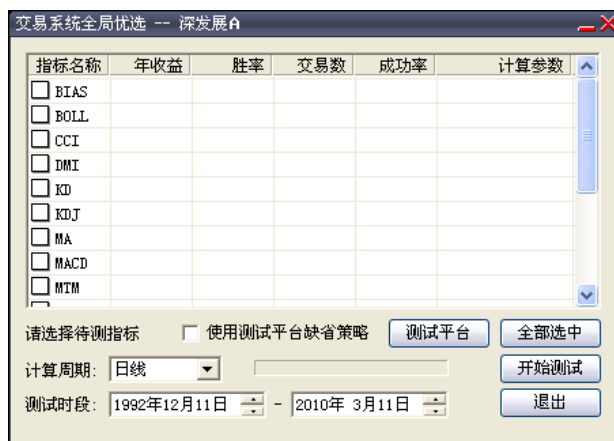 交易系统全局优选 -- 深发展A
指标名称 年收益 胜率 交易数 成功率 计算参数
BIAS
BOLL
CCI
DMI
KD
KDJ
MA
MACD
MTM
请选择待测指标 使用测试平台缺省策略 测试平台 全部选中
计算周期: 日线 开始测试
测试时段: 1992年12月11日 - 2010年 3月11日 退出